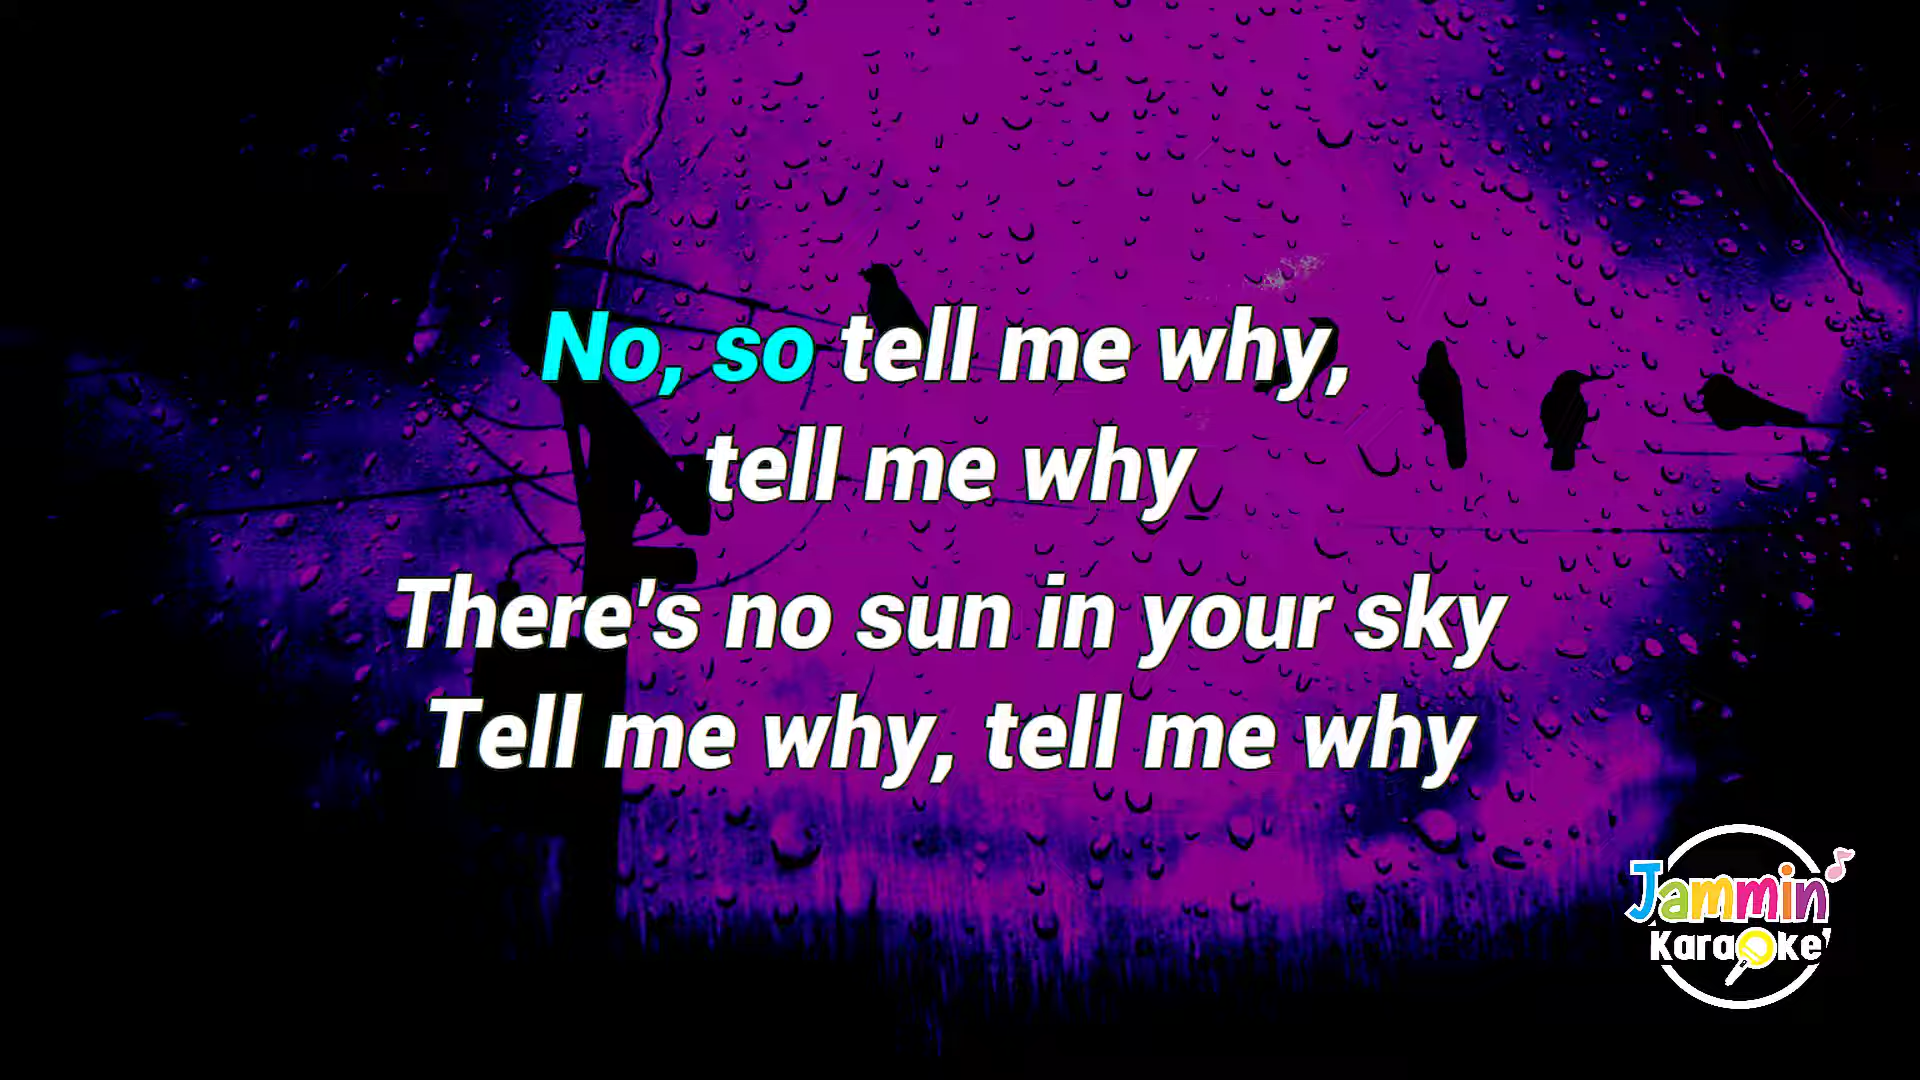 No, so tell me why,
tell me why
There's no sun in your sky
Tell me why, tell me why
Jammin'
Karaoke